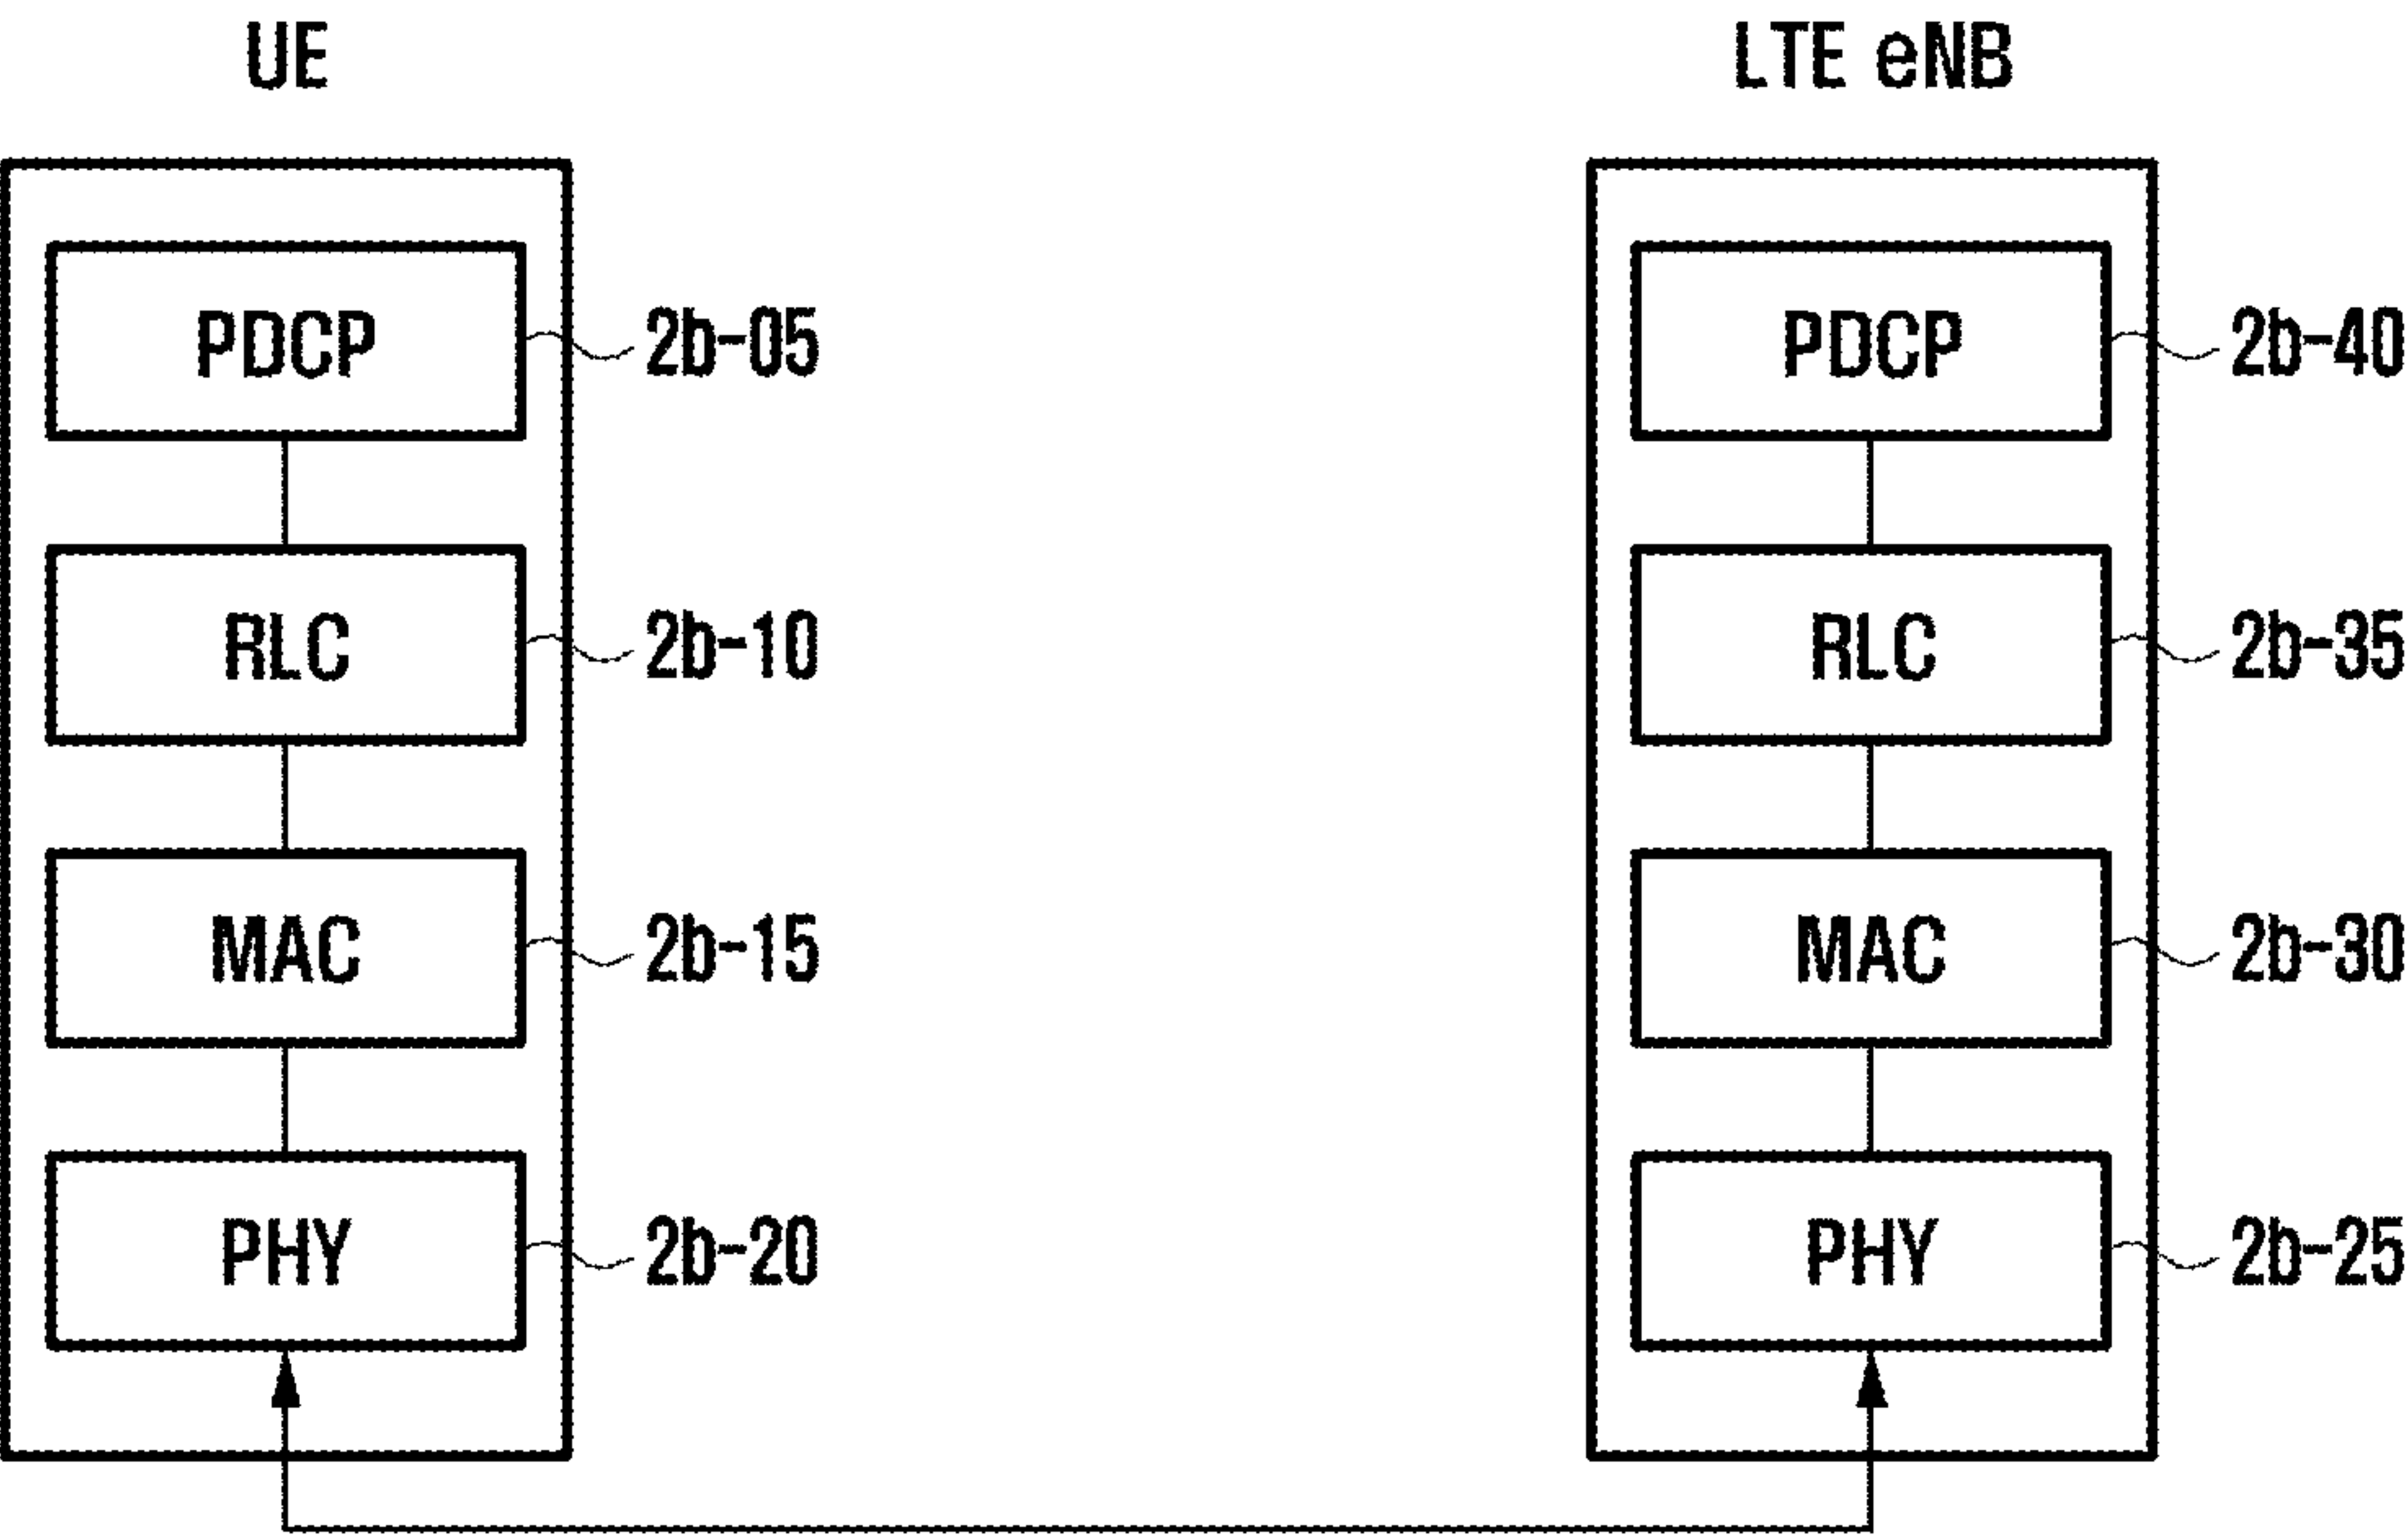 UE
LTE eNB
PDCP
2b-05
PDCP
2b-40
RLC
2b-10
RLC
2b-35
MAC
2b-15
MAC
2b-30
PHY
2b-20
PHY
2b-25